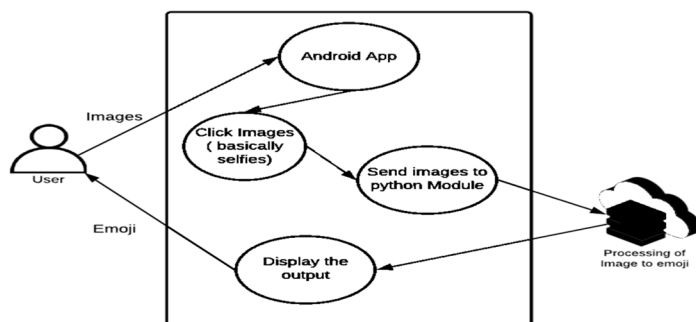 Android App
Images
Click Images
( basically
selfies)
Send images to
python Module
User
Emoji
Display the
output
Processing of
Image to emoji